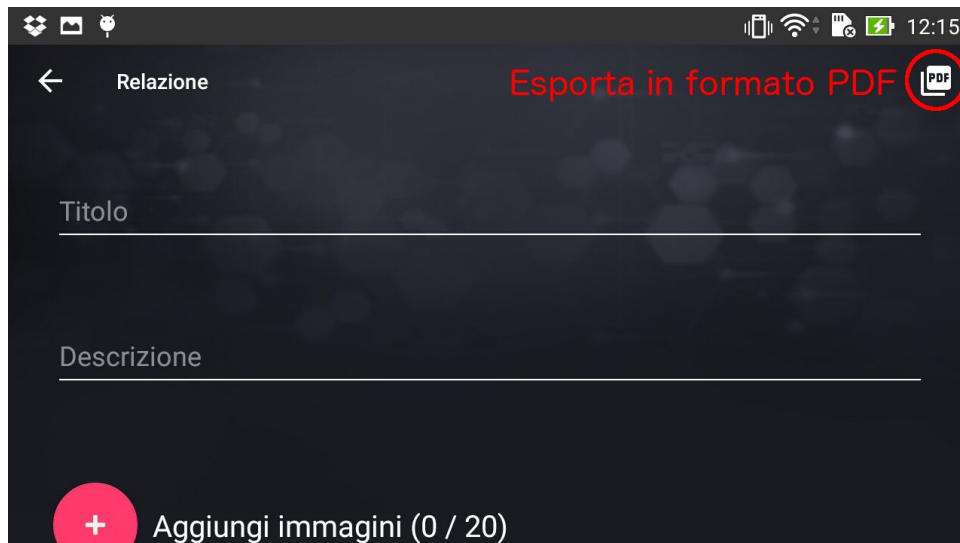 12:15
Relazione
Esporta in formato PDF
PDF
Titolo
Descrizione
+ Aggiungi immagini (0 / 20)